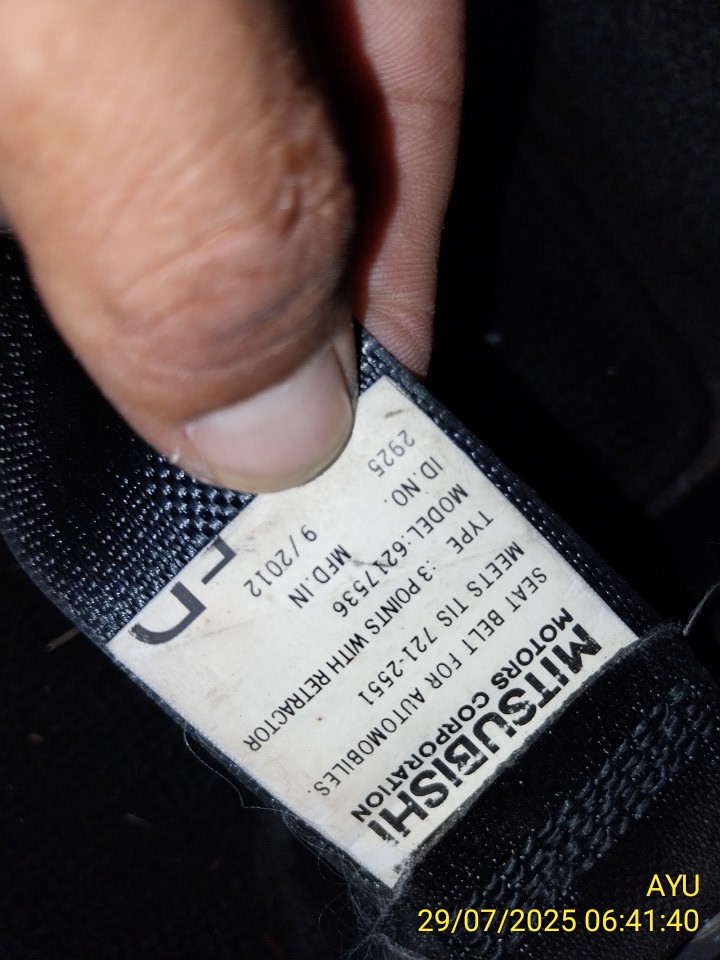 MiTSUBiSHi
MOTORS CORPORATION
SEAT BELT FOR AUTOMOBILES.
MEETS TIS 721-2551
TYPE :3 POINTS WITH RETRACTOR
MODEL:6217536
ID.NO. MFD.IN
2925 9/2012
AYU
29/07/2025 06:41:40